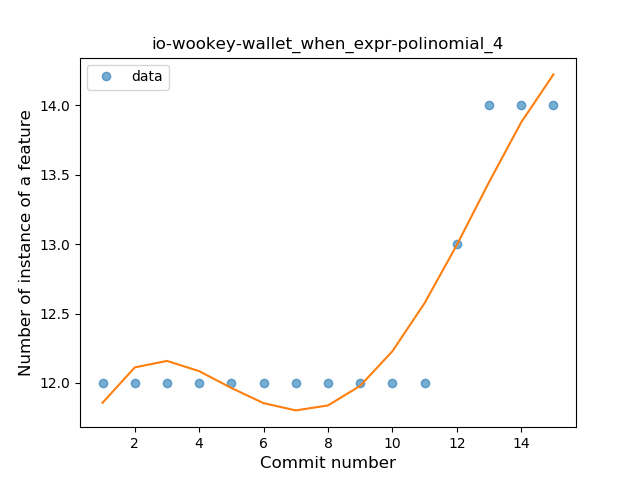 io-wookey-wallet_when_expr-polinomial_4
data
Number of instance of a feature
14.0
13.5
13.0
12.5
12.0
2 4 6 8 10 12 14
Commit number